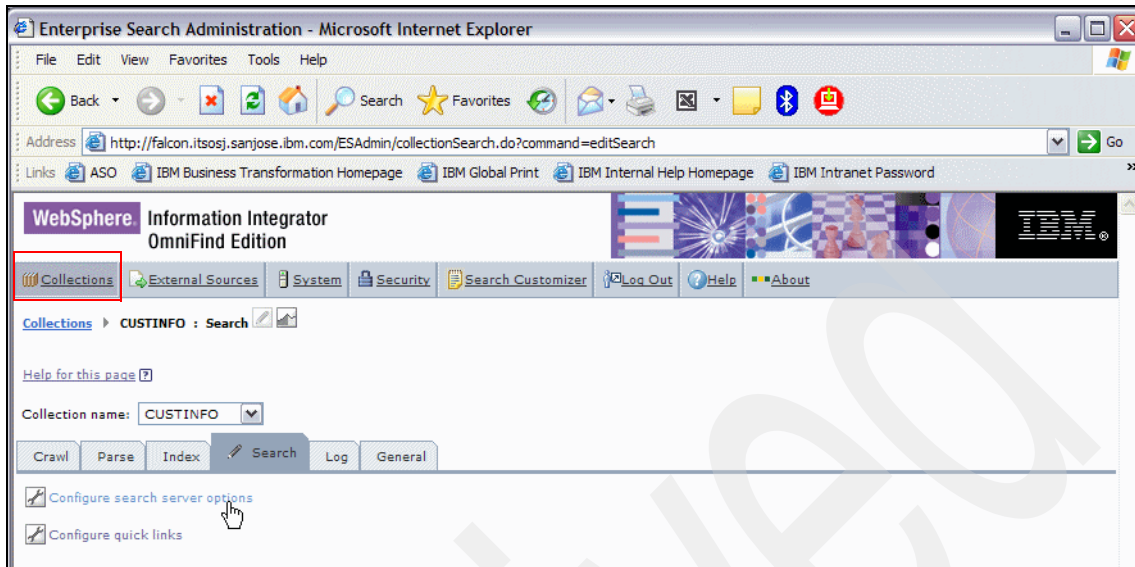 Enterprise Search Administration - Microsoft Internet Explorer
File Edit View Favorites Tools Help
Back Search Favorites
Address http://falcon.itsosj.sanjose.ibm.com/ESAdmin/collectionSearch.do?command=editSearch Go
Links ASO IBM Business Transformation Homepage IBM Global Print IBM Internal Help Homepage IBM Intranet Password »
WebSphere. Information Integrator
OmniFind Edition
IBM®
Collections External Sources System Security Search Customizer Log Out Help About
Collections CUSTINFO : Search
Help for this page ?
Collection name: CUSTINFO
Crawl Parse Index Search Log General
Configure search server options
Configure quick links